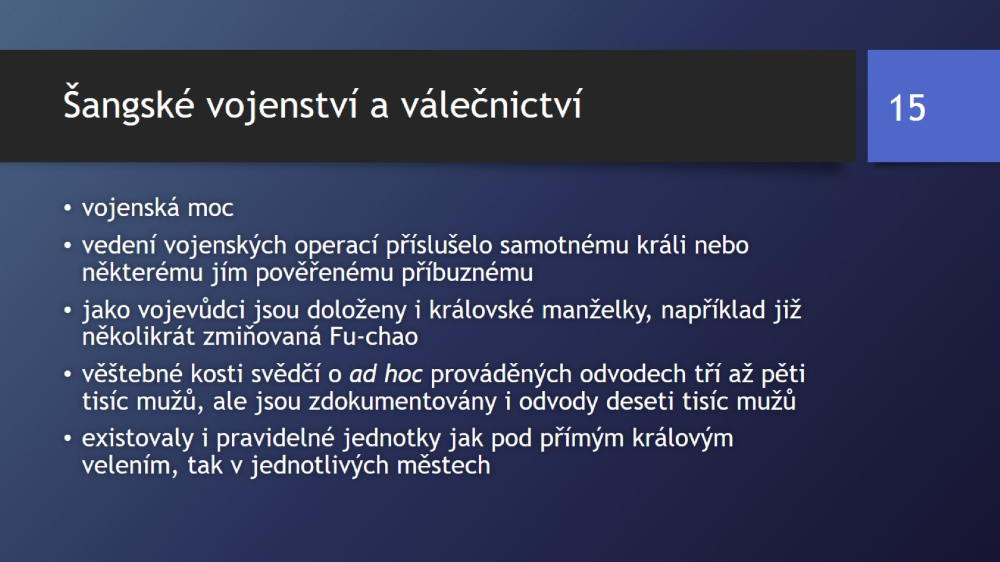 Šangské vojenství a válečnictví
15
• vojenská moc
• vedení vojenských operací příslušelo samotnému králi nebo
některému jím pověřenému příbuznému
• jako vojevůdci jsou doloženy i královské manželky, například již
několikrát zmiňovaná Fu-chao
• věštebné kosti svědčí o ad hoc prováděných odvodech tří až pěti
tisíc mužů, ale jsou zdokumentovány i odvody deseti tisíc mužů
• existovaly i pravidelné jednotky jak pod přímým královým
velením, tak v jednotlivých městech